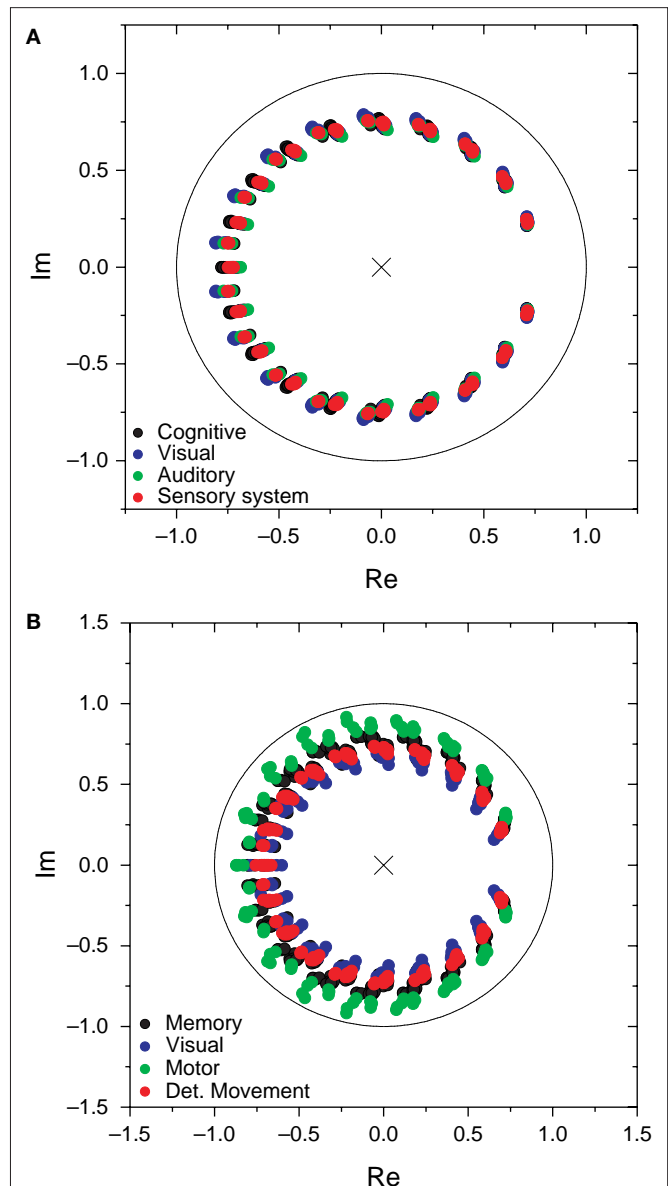 A
1.0
0.5
0.0
−0.5
−1.0
Im
Cognitive
Visual
Auditory
Sensory system
−1.0 −0.5 0.0 0.5 1.0
Re
B
1.5
1.0
0.5
0.0
−0.5
−1.0
−1.5
Im
Memory
Visual
Motor
Det. Movement
−1.5 −1.0 −0.5 0.0 0.5 1.0 1.5
Re